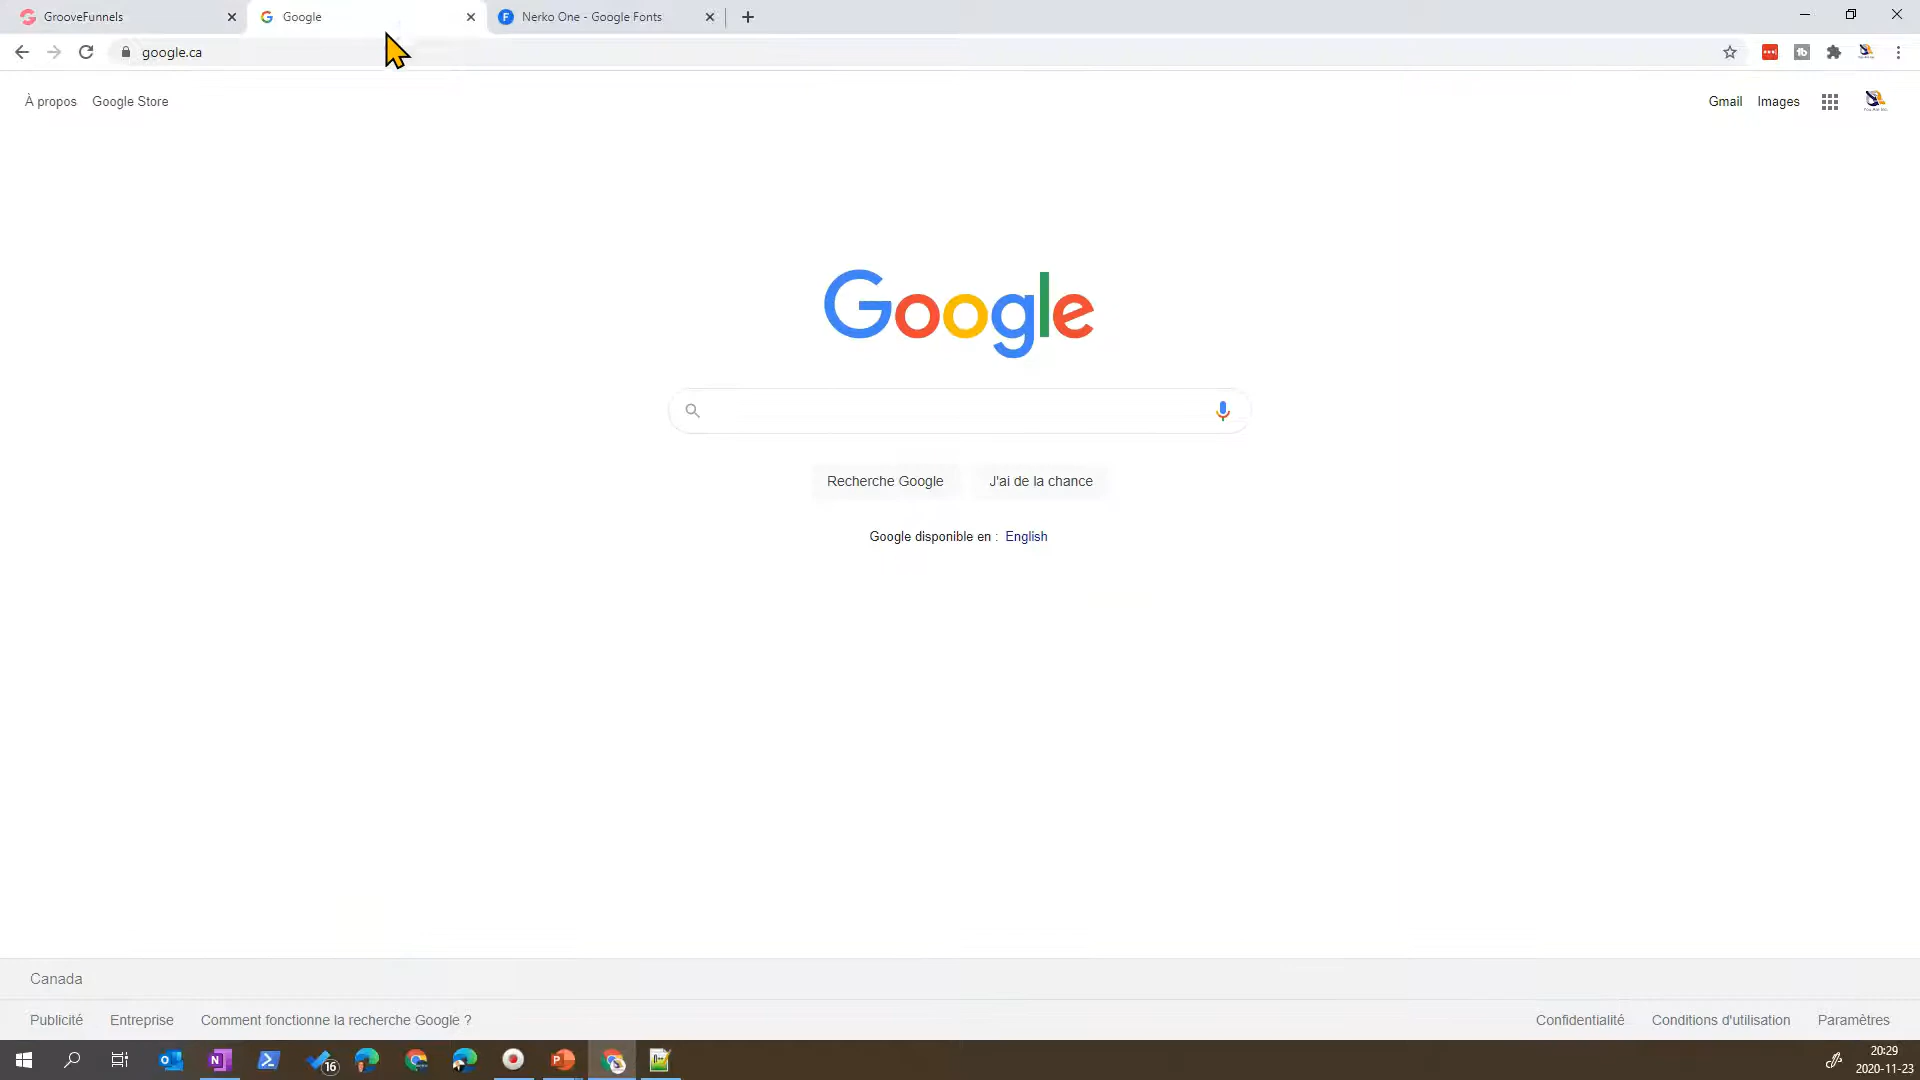 GrooveFunnels
Google
Nerko One - Google Fonts
google.ca
À propos
Google Store
Gmail
Images
Google
Recherche Google
J'ai de la chance
Google disponible en : English
Canada
Publicité
Entreprise
Comment fonctionne la recherche Google ?
Confidentialité
Conditions d'utilisation
Paramètres
16
20:29
2020-11-23